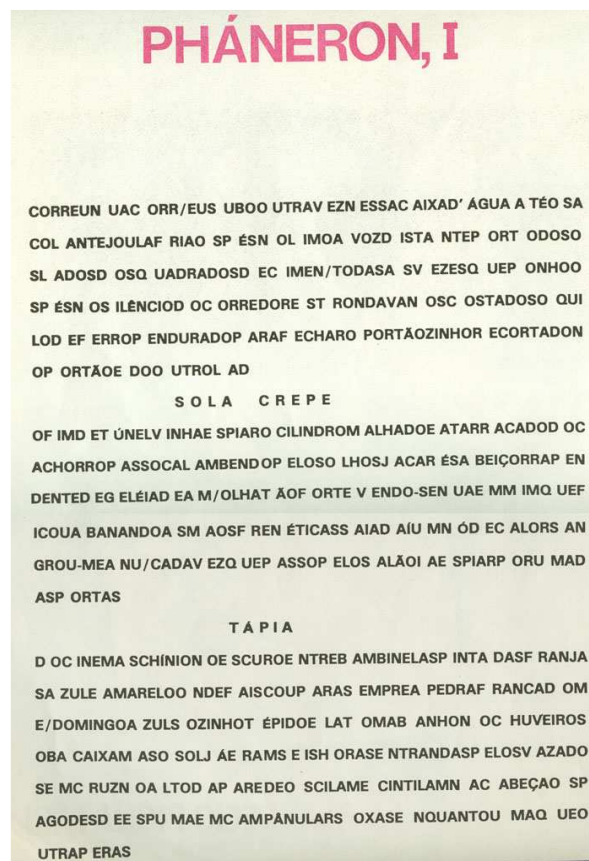 PHÁNERON, I
CORREUN UAC ORR/EUS UBOO UTRAV EZN ESSAC AIXAD' ÁGUA A TÉO SA
COL ANTEJOULAF RIAO SP ÉSN OL IMOA VOZD ISTA NTEP ORT ODOSO
SL ADOSD OSQ UADRADOSD EC IMEN/TODASA SV EZESQ UEP ONHOO
SP ÉSN OS ILÊNCIOD OC ORREDORE ST RONDAVAN OSC OSTADOSO QUI
LOD EF ERROP ENDURADOP ARAF ECHARO PORTÃOZINHOR ECORTADON
OP ORTÃOE DOO UTROL AD
SOLA CREPE
OF IMD ET ÚNELV INHAE SPIARO CILINDROM ALHADOE ATARR ACADOD OC
ACHORROP ASSOCAL AMBENDOP ELOSO LHOSJ ACAR ÉSA BEIÇORRAP EN
DENTED EG ELÉIAD EA M/OLHAT ÃOF ORTE V ENDO-SEN UAE MM IMQ UEF
ICOUA BANANDOA SM AOSF REN ÉTICASS AIAD AÍU MN ÓD EC ALORS AN
GROU-MEA NU/CADAV EZQ UEP ASSOP ELOS ALÃOI AE SPIARP ORU MAD
ASP ORTAS
TÁPIA
D OC INEMA SCHÍNION OE SCUROE NTREB AMBINELASP INTA DASF RANJA
SA ZULE AMARELOO NDEF AISCOUP ARAS EMPREA PEDRAF RANCAD OM
E/DOMINGOA ZULS OZINHOT ÉPIDOE LAT OMAB ANHON OC HUVEIROS
OBA CAIXAM ASO SOLJ ÁE RAMS E ISH ORASE NTRANDASP ELOSV AZADO
SE MC RUZN OA LTOD AP AREDEO SCILAME CINTILAMN AC ABEÇAO SP
AGODESD EE SPU MAE MC AMPÂNULARS OXASE NQUANTOU MAQ UEO
UTRAP ERAS